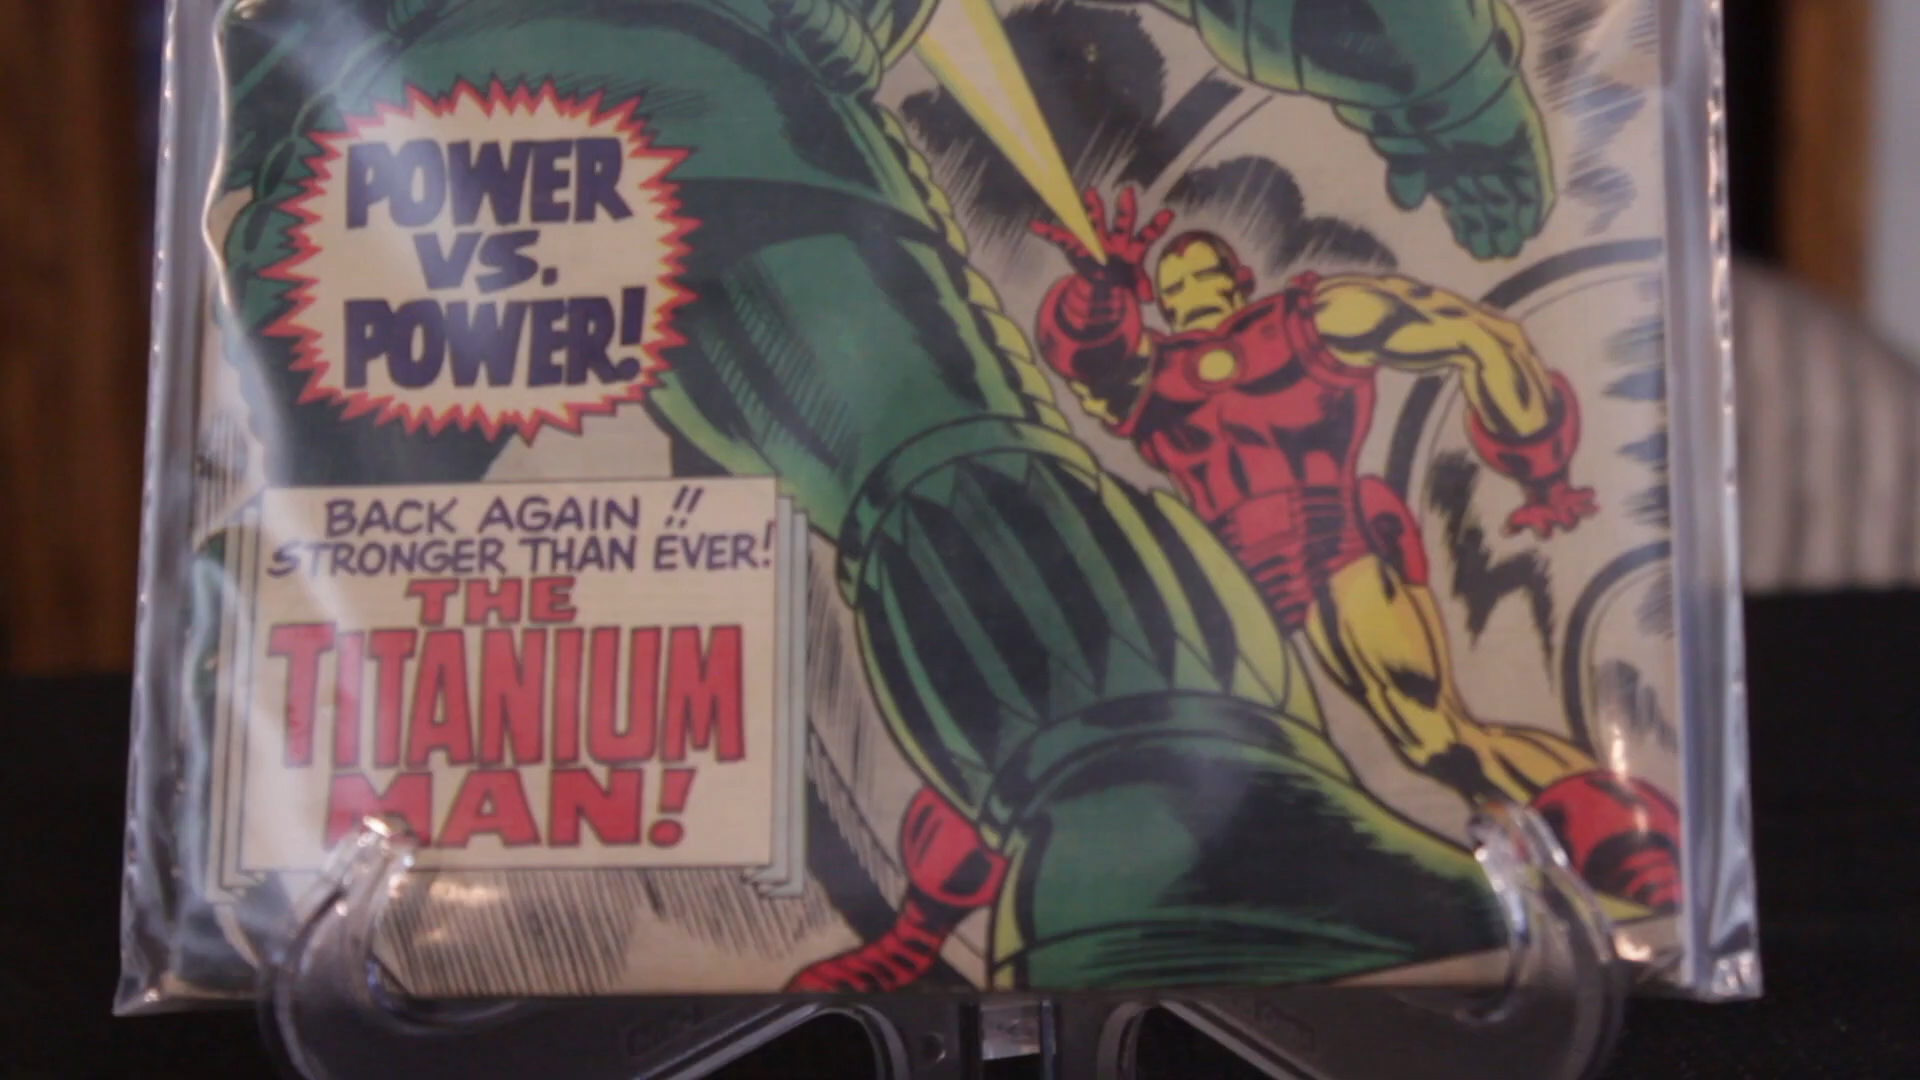 POWER
VS.
POWER!
BACK AGAIN!!
STRONGER THAN EVER!
THE
TITANIUM
MAN!